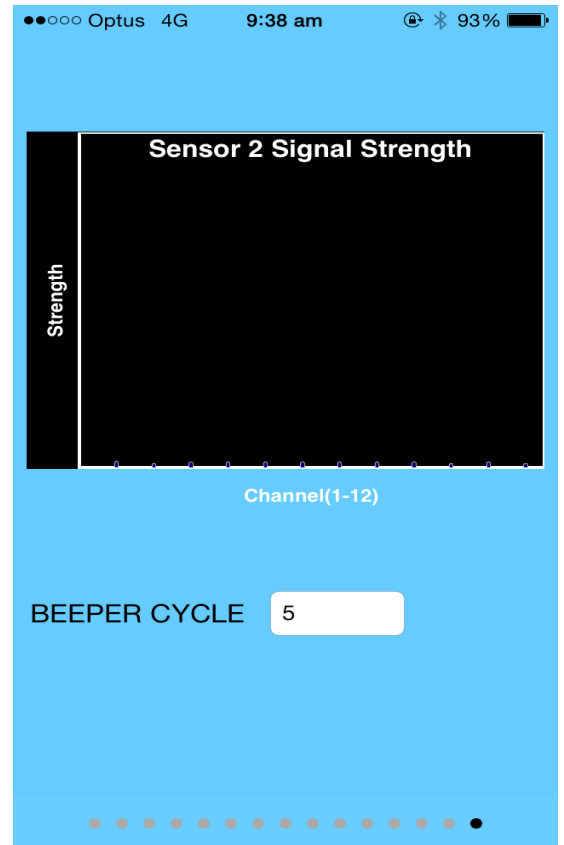 Optus 4G 9:38 am 93%
Sensor 2 Signal Strength
Strength
Channel(1-12)
BEEPER CYCLE 5